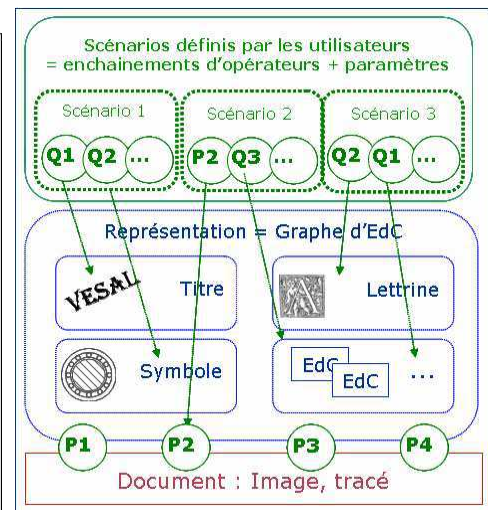 Scénarios définis par les utilisateurs
= enchainements d'opérateurs + paramètres
Scénario 1
Scénario 2
Scénario 3
Q1 Q2 ...
P2 Q3 ...
Q2 Q1 ...
Représentation = Graphe d'EdC
VESAL
Titre
A
Lettrine
Symbole
EdC
EdC
...
P1
P2
P3
P4
Document : Image, tracé